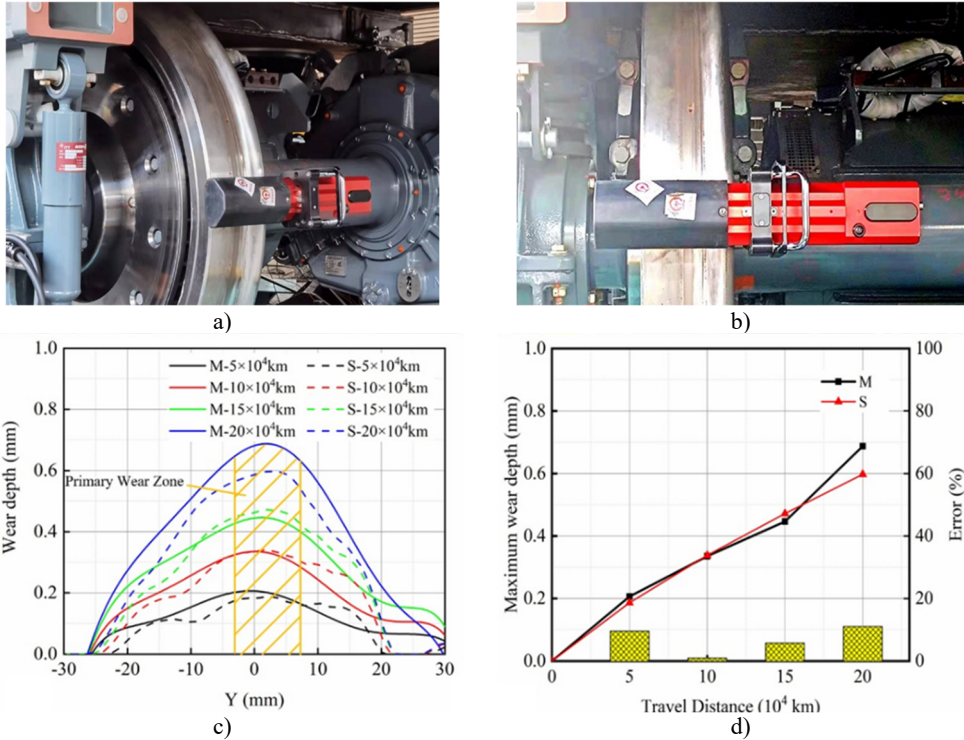 a)
b)
1.0
0.8
0.6
0.4
0.2
0.0
Wear depth (mm)
M-5×10⁴km
M-10×10⁴km
M-15×10⁴km
M-20×10⁴km
S-5×10⁴km
S-10×10⁴km
S-15×10⁴km
S-20×10⁴km
Primary Wear Zone
-30 -20 -10 0 10 20 30
Y (mm)
c)
1.0
0.8
0.6
0.4
0.2
0.0
Maximum wear depth (mm)
M
S
100
80
60
40
20
0
Error (%)
0 5 10 15 20
Travel Distance (10⁴ km)
d)